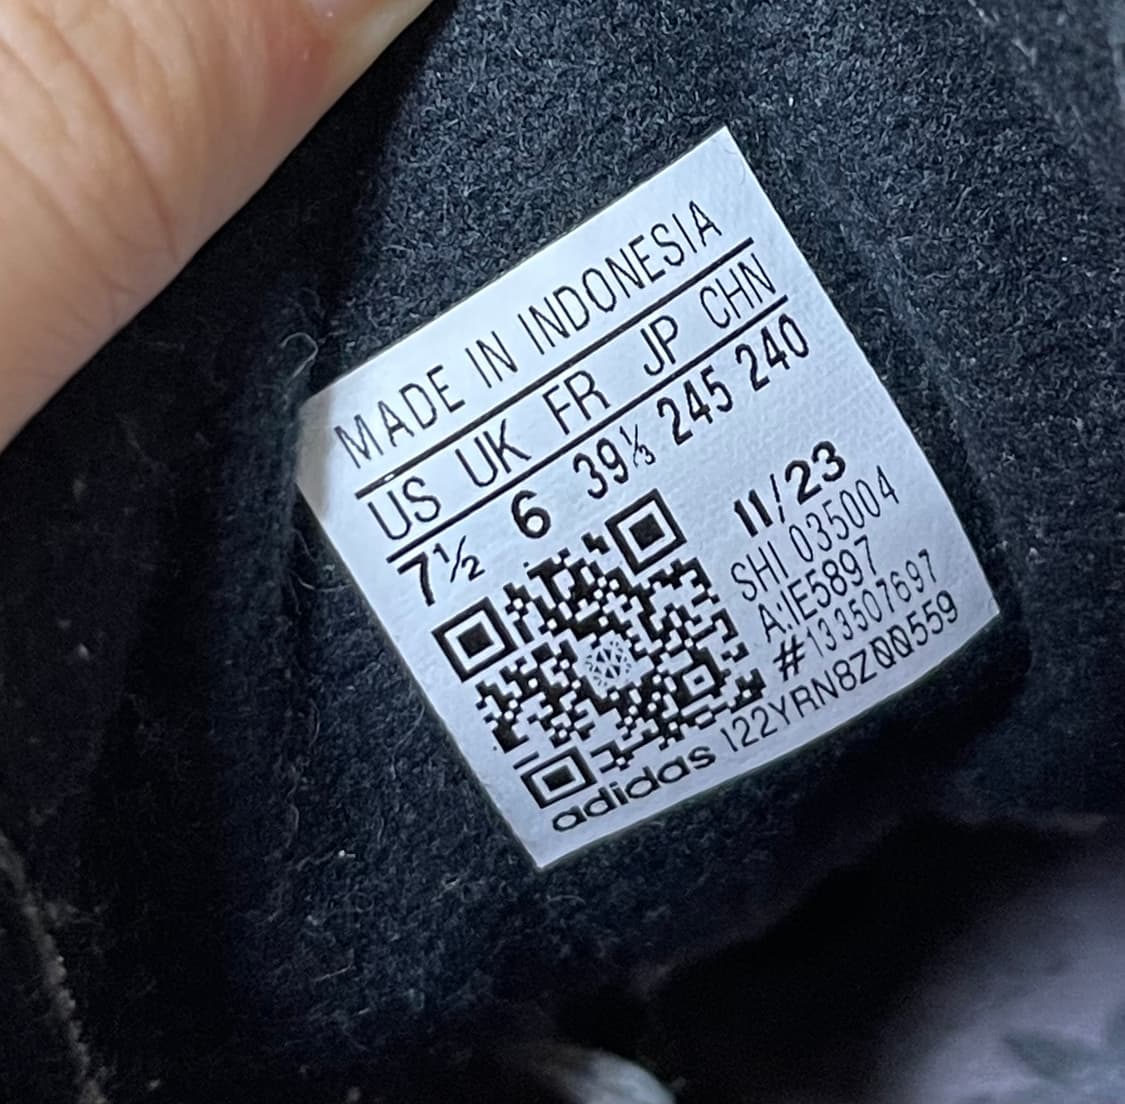 MADE IN INDONESIA
US UK FR JP CHN
7½ 6 39⅓ 245 240
11/23
SHI 035004
A:IE5897
#133507697
adidas 122YRN8Z00559